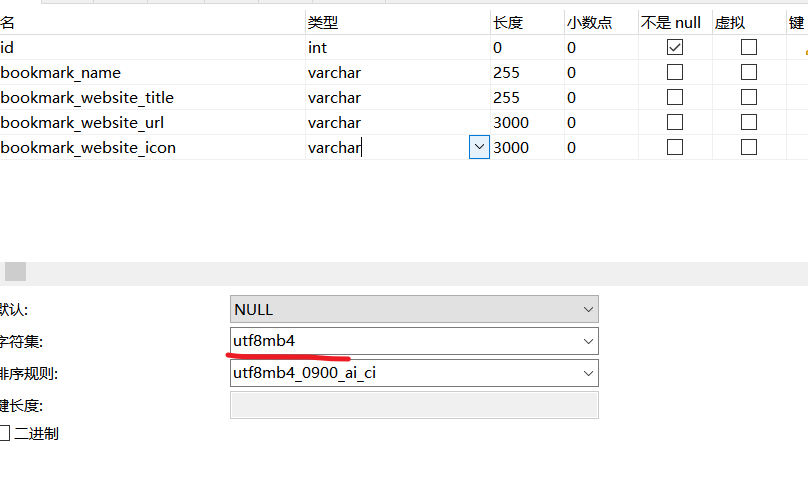 名 类型 长度 小数点 不是 null 虚拟 键
id int 0 0
bookmark_name varchar 255 0
bookmark_website_title varchar 255 0
bookmark_website_url varchar 3000 0
bookmark_website_icon varchar 3000 0
默认: NULL
字符集: utf8mb4
排序规则: utf8mb4_0900_ai_ci
键长度:
二进制